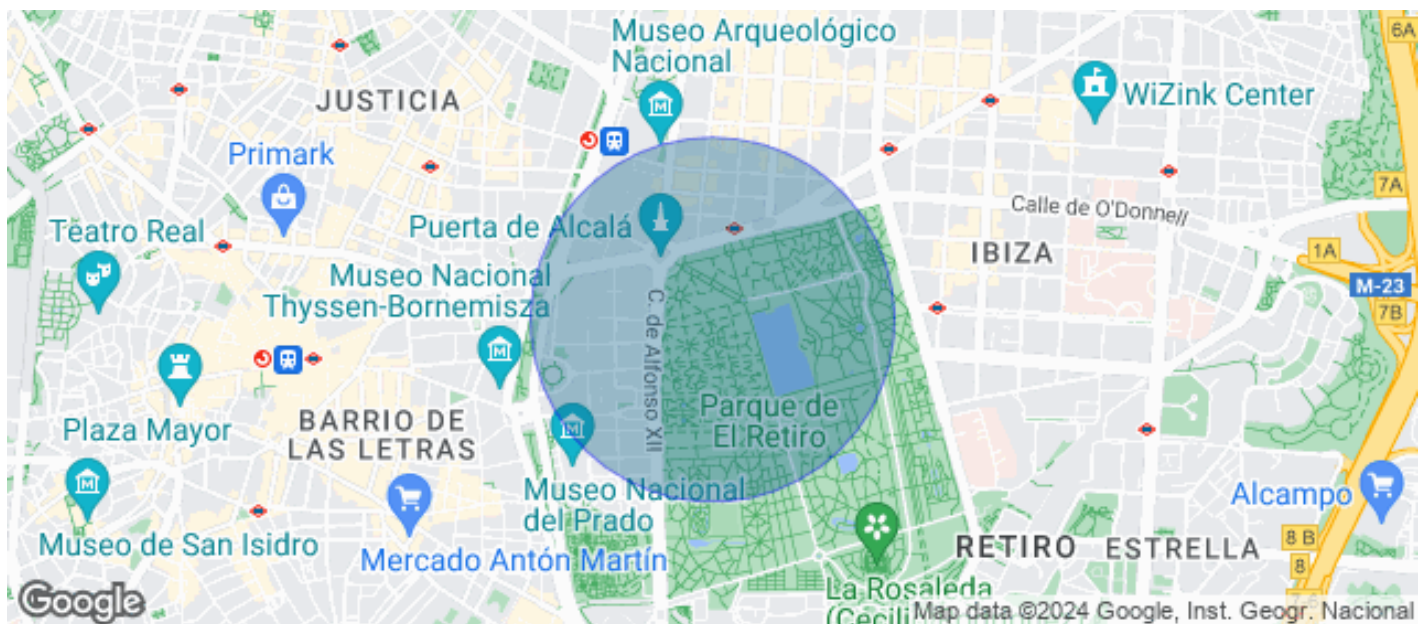 Museo Arqueológico
Nacional
6A
JUSTICIA
WiZink Center
Primark
7A
Calle de O'Donnell
Puerta de Alcalá
Teatro Real
IBIZA
1A
Museo Nacional
Thyssen-Bornemisza
M-23
7B
C. de Alfonso XII
Parque de
El Retiro
BARRIO DE
LAS LETRAS
Plaza Mayor
Museo Nacional
del Prado
Alcampo
8 B
Museo de San Isidro
Mercado Antón Martín
RETIRO
ESTRELLA
8
La Rosaleda
Google
Map data ©2024 Google, Inst. Geogr. Nacional